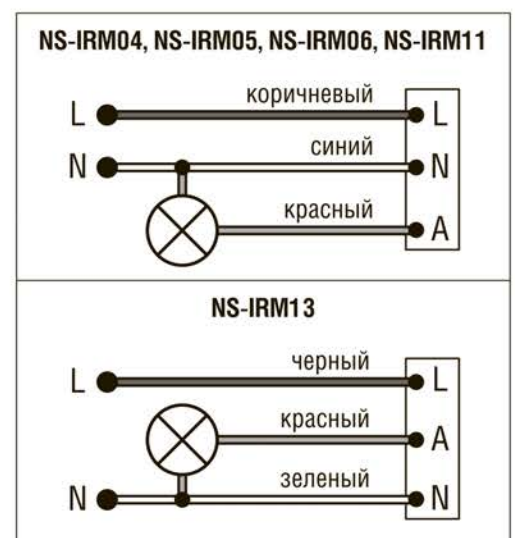 NS-IRM04, NS-IRM05, NS-IRM06, NS-IRM11
коричневый
L L
синий
N N
красный
A
NS-IRM13
черный
L L
красный
A
зеленый
N N